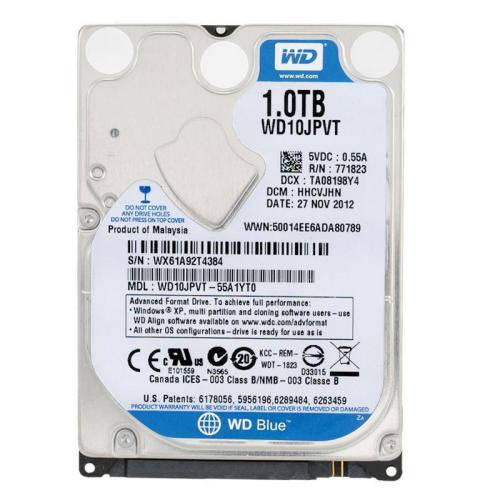 WD
www.wd.com
1.0TB
WD10JPVT
5VDC : 0.55A
R/N : 771823
DCX : TA08198Y4
DCM : HHCVJHN
DATE: 27 NOV 2012
DO NOT COVER
ANY DRIVE HOLES
DO NOT PRESS ON TOP COVER
Product of Malaysia
WWN:50014EE6ADA80789
S/N : WX61A92T4384
MDL : WD10JPVT-55A1YT0
Advanced Format Drive. To achieve full performance:
• Windows® XP, multi partition and cloning software users - use
WD Align software available on www.wdc.com/advformat
• All other OS configurations - drive is ready for use as is
CE
E101559
N3565
20
KCC-REM-
WDT-1823
D33015
Canada ICES-003 Class B/NMB-003 Classe B
U.S. Patents: 6178056, 5956196, 6289484, 6263459
PRODUCT WARRANTY WILL BE VOID IF SEAL, LABEL OR COVER IS REMOVED OR DAMAGED
WD Blue™
ZA